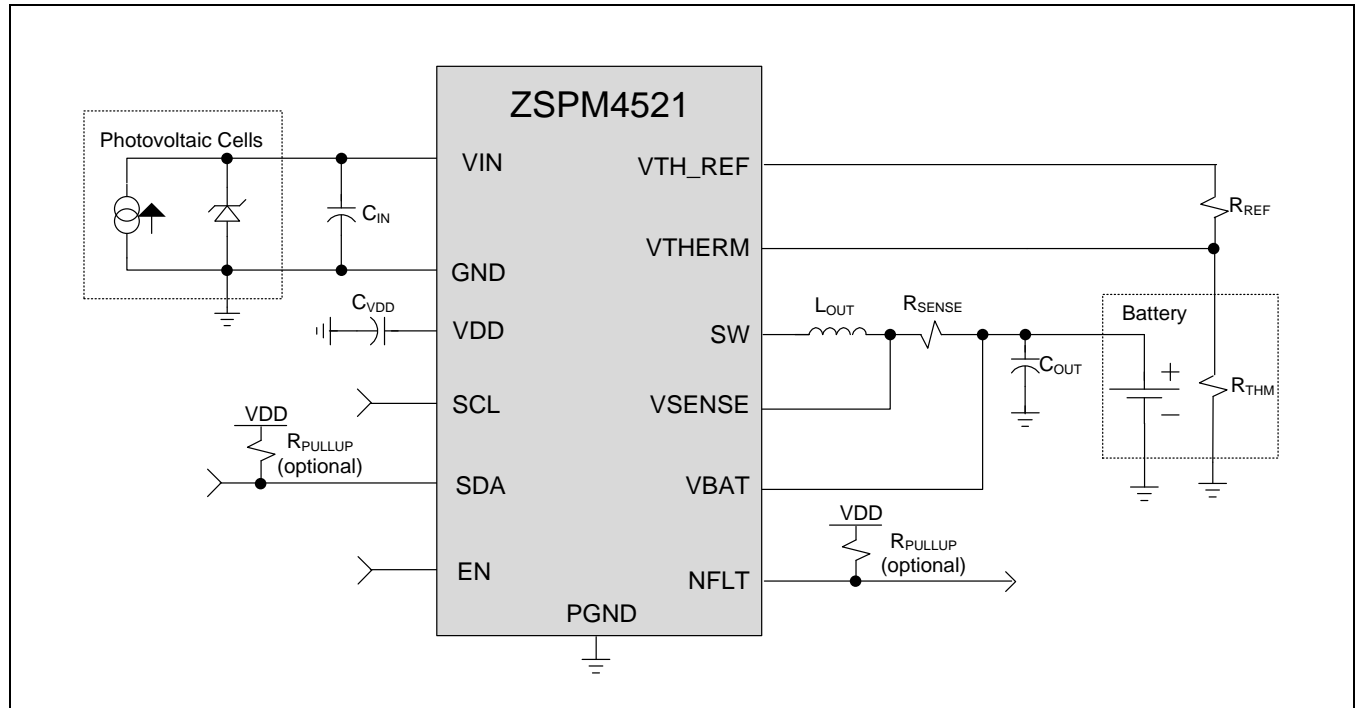 ZSPM4521
Photovoltaic Cells
VIN
CIN
GND
CVDD
VDD
SCL
VDD
RPULLUP
(optional)
SDA
EN
PGND
VTH_REF
RREF
VTHERM
LOUT
RSENSE
SW
COUT
Battery
+
−
RTHM
VSENSE
VBAT
VDD
RPULLUP
(optional)
NFLT